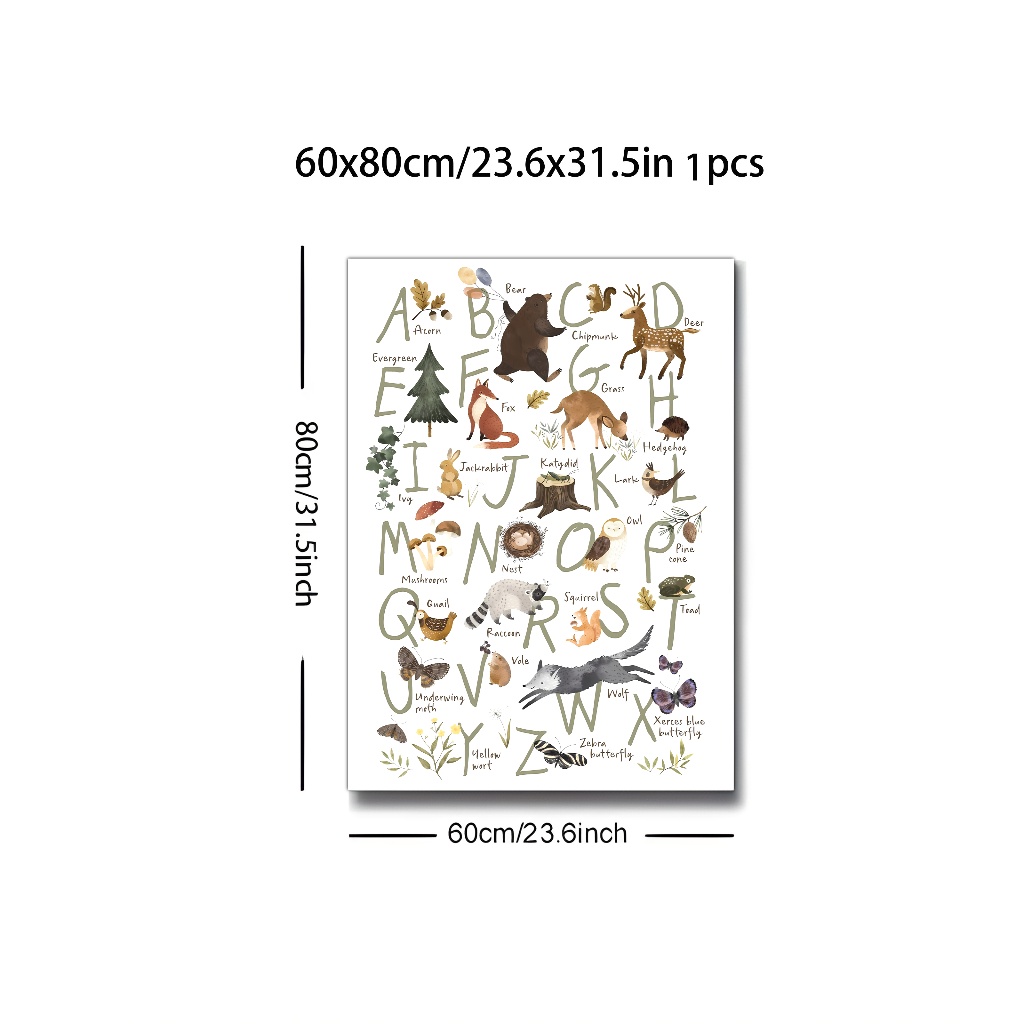 60x80cm/23.6x31.5in 1pcs
80cm/31.5inch
A
Acorn
B
Bear
C
Chipmunk
D
Deer
Evergreen
E
F
Fox
G
Grass
H
Hedgehog
I
Ivy
Jackrabbit
J
Katydid
K
Lark
L
M
Mushrooms
N
Nest
O
Owl
P
Pine
cone
Q
Quail
R
Raccoon
Squirrel
S
T
Toad
U
Underwing
moth
V
Vole
W
Wolf
X
Xerces blue
butterfly
Y
Yellow
wort
Z
Zebra
butterfly
60cm/23.6inch